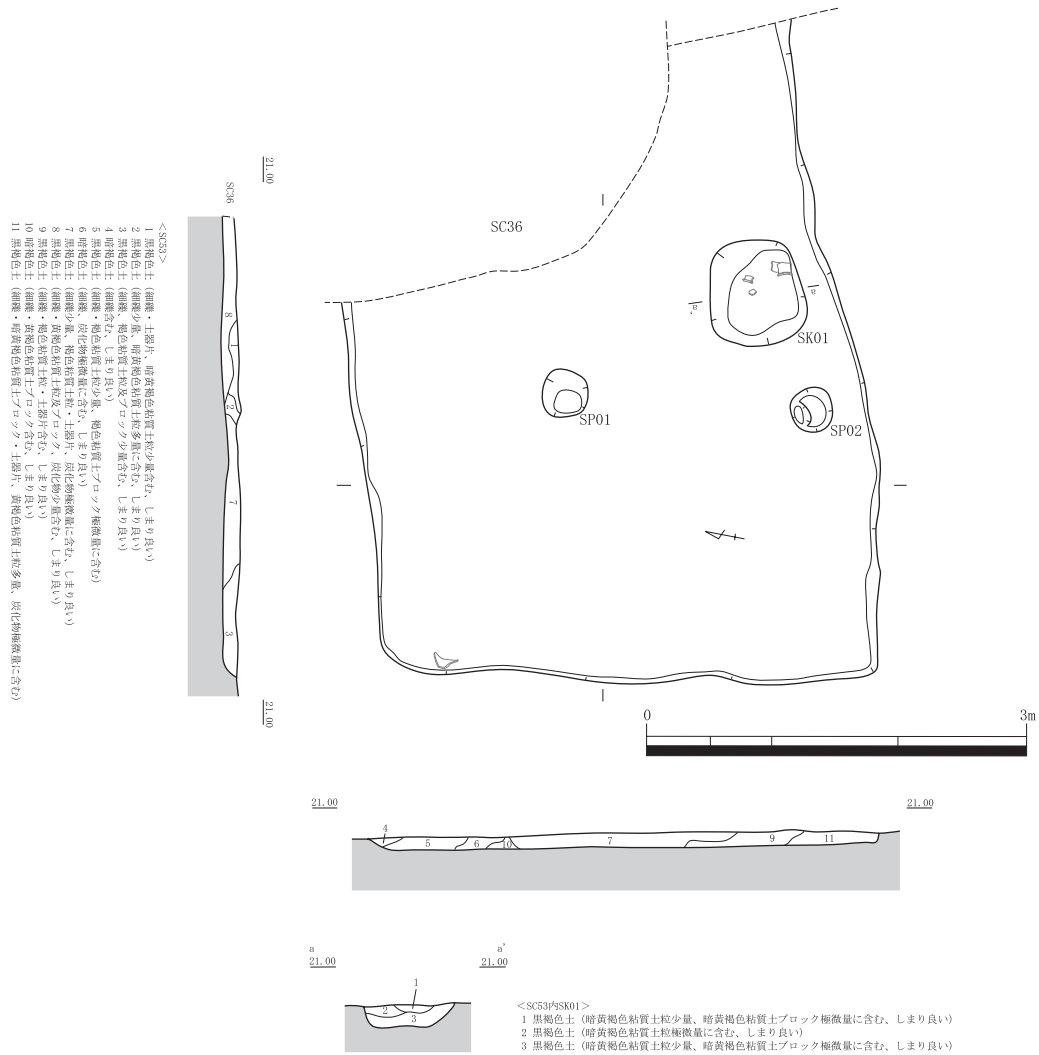 SC36
SK01
SP01
SP02
a
a'
0
3m
21.00
21.00
SC36
8
1
2
7
3
<SC53>
1 黒褐色土（細礫・土器片、暗黄褐色粘質土粒少量含む、しまり良い）
2 黒褐色土（細礫少量、暗黄褐色粘質土粒多量に含む、しまり良い）
3 黒褐色土（細礫、褐色粘質土粒及ブロック少量含む、しまり良い）
4 暗褐色土（細礫含む、しまり良い）
5 黒褐色土（細礫・褐色粘質土粒少量、褐色粘質土ブロック極微量に含む）
6 暗褐色土（細礫、炭化物極微量に含む、しまり良い）
7 黒褐色土（細礫少量、褐色粘質土粒・土器片、炭化物極微量に含む、しまり良い）
8 黒褐色土（細礫・黄褐色粘質土粒及ブロック、炭化物少量含む、しまり良い）
9 黒褐色土（細礫・褐色粘質土粒・土器片含む、しまり良い）
10 暗褐色土（細礫・黄褐色粘質土ブロック含む、しまり良い）
11 黒褐色土（細礫・暗黄褐色粘質土ブロック・土器片、黄褐色粘質土粒多量、炭化物極微量に含む）
21.00
21.00
4
5
6
10
7
9
11
a
21.00
a'
21.00
1
2
3
<SC53内SK01>
1 黒褐色土（暗黄褐色粘質土粒少量、暗黄褐色粘質土ブロック極微量に含む、しまり良い）
2 黒褐色土（暗黄褐色粘質土粒極微量に含む、しまり良い）
3 黒褐色土（暗黄褐色粘質土粒少量、暗黄褐色粘質土ブロック極微量に含む、しまり良い）